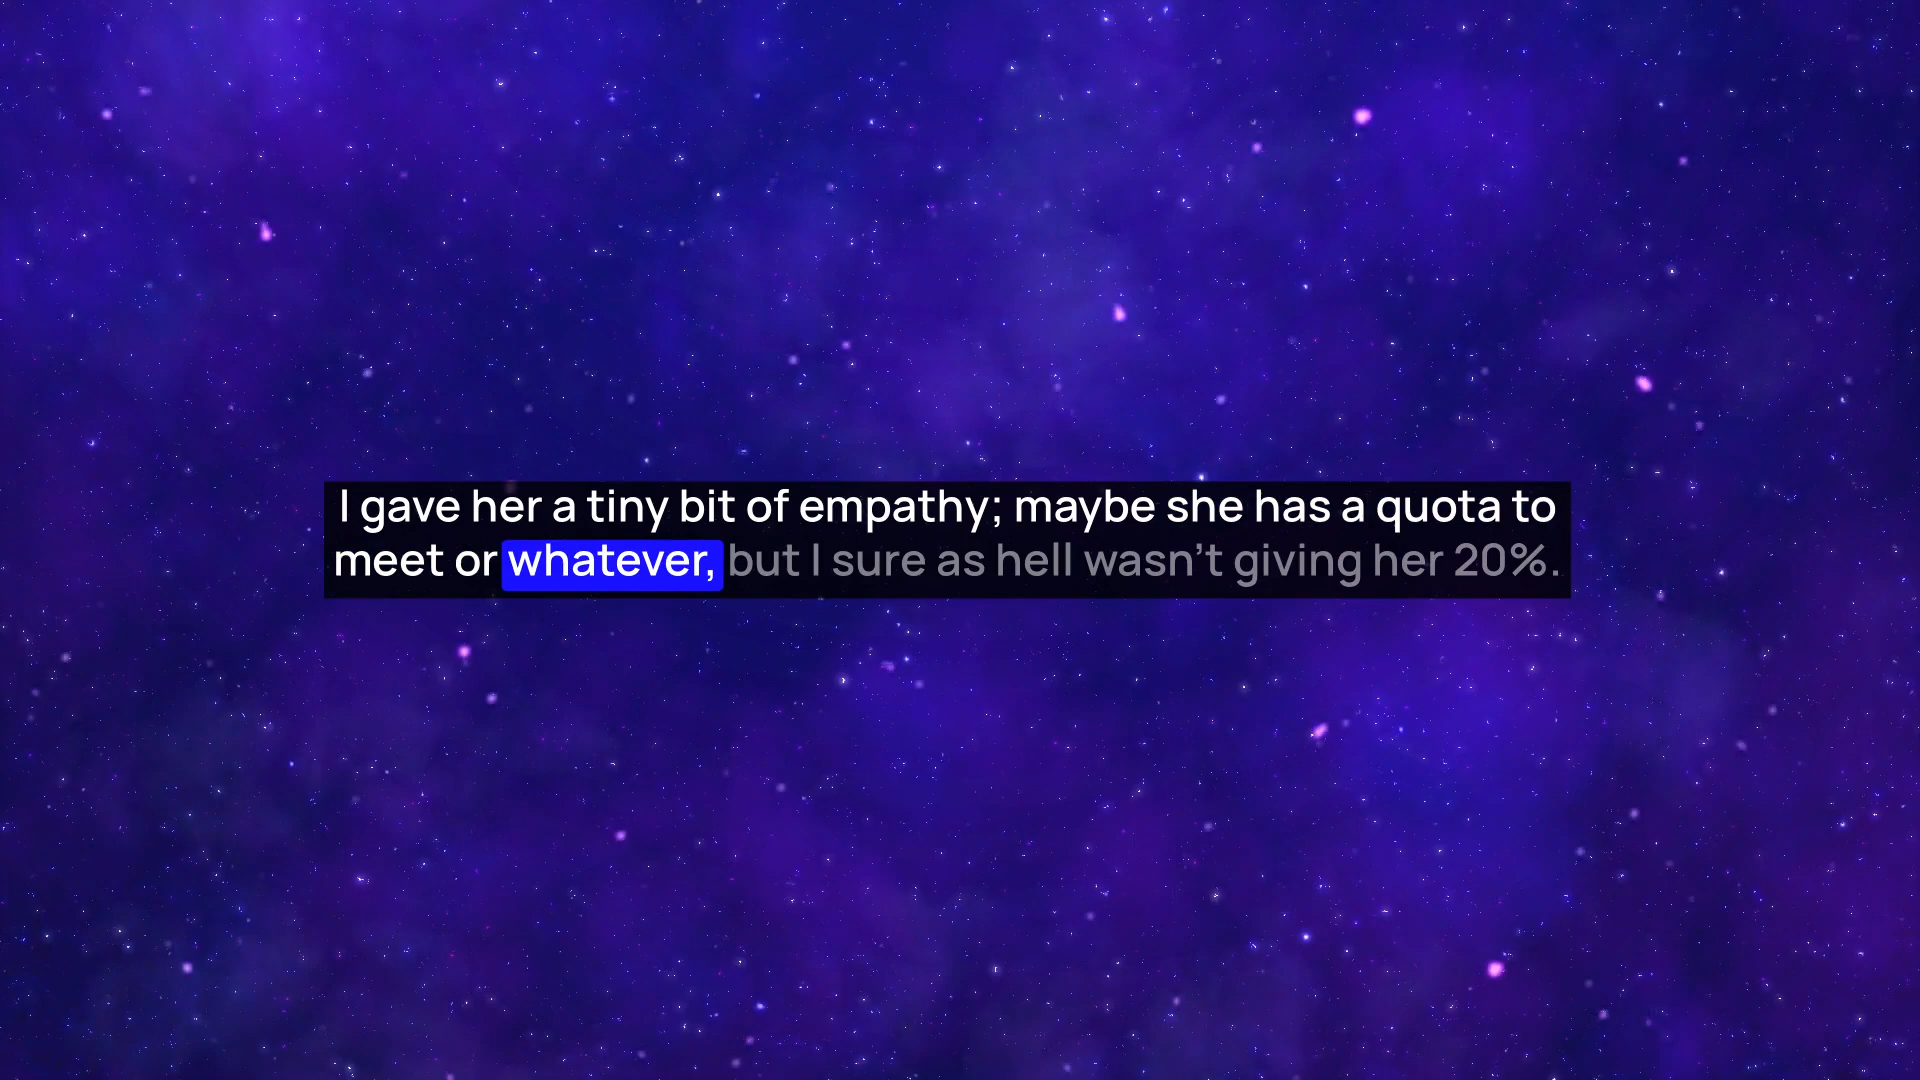 I gave her a tiny bit of empathy; maybe she has a quota to
meet or whatever, but I sure as hell wasn't giving her 20%.